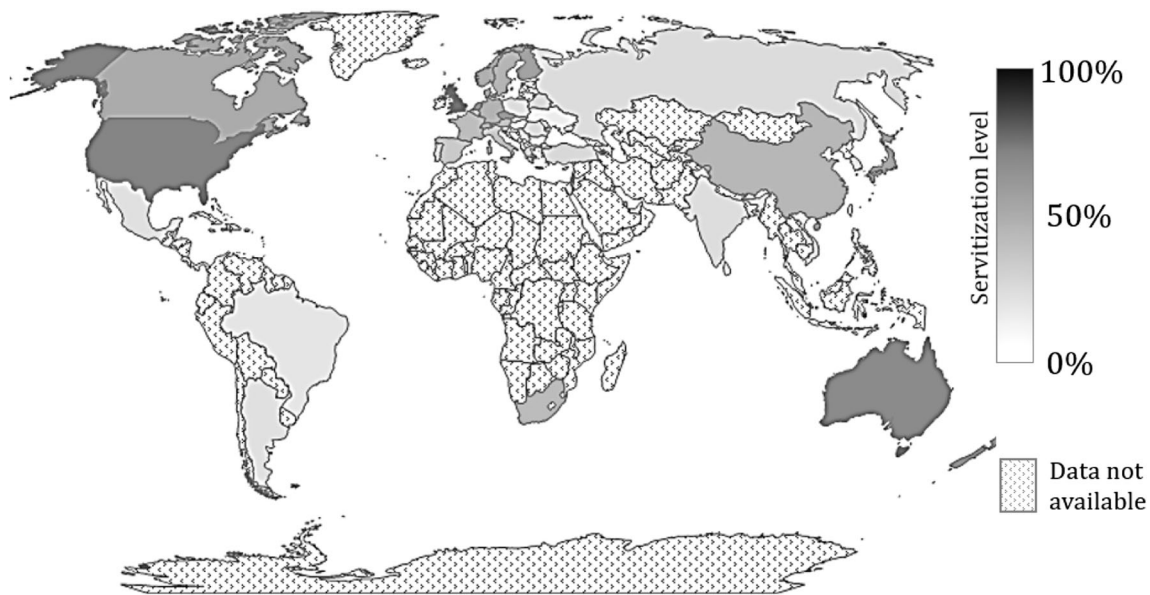 100%
Servitization level
50%
0%
Data not
available